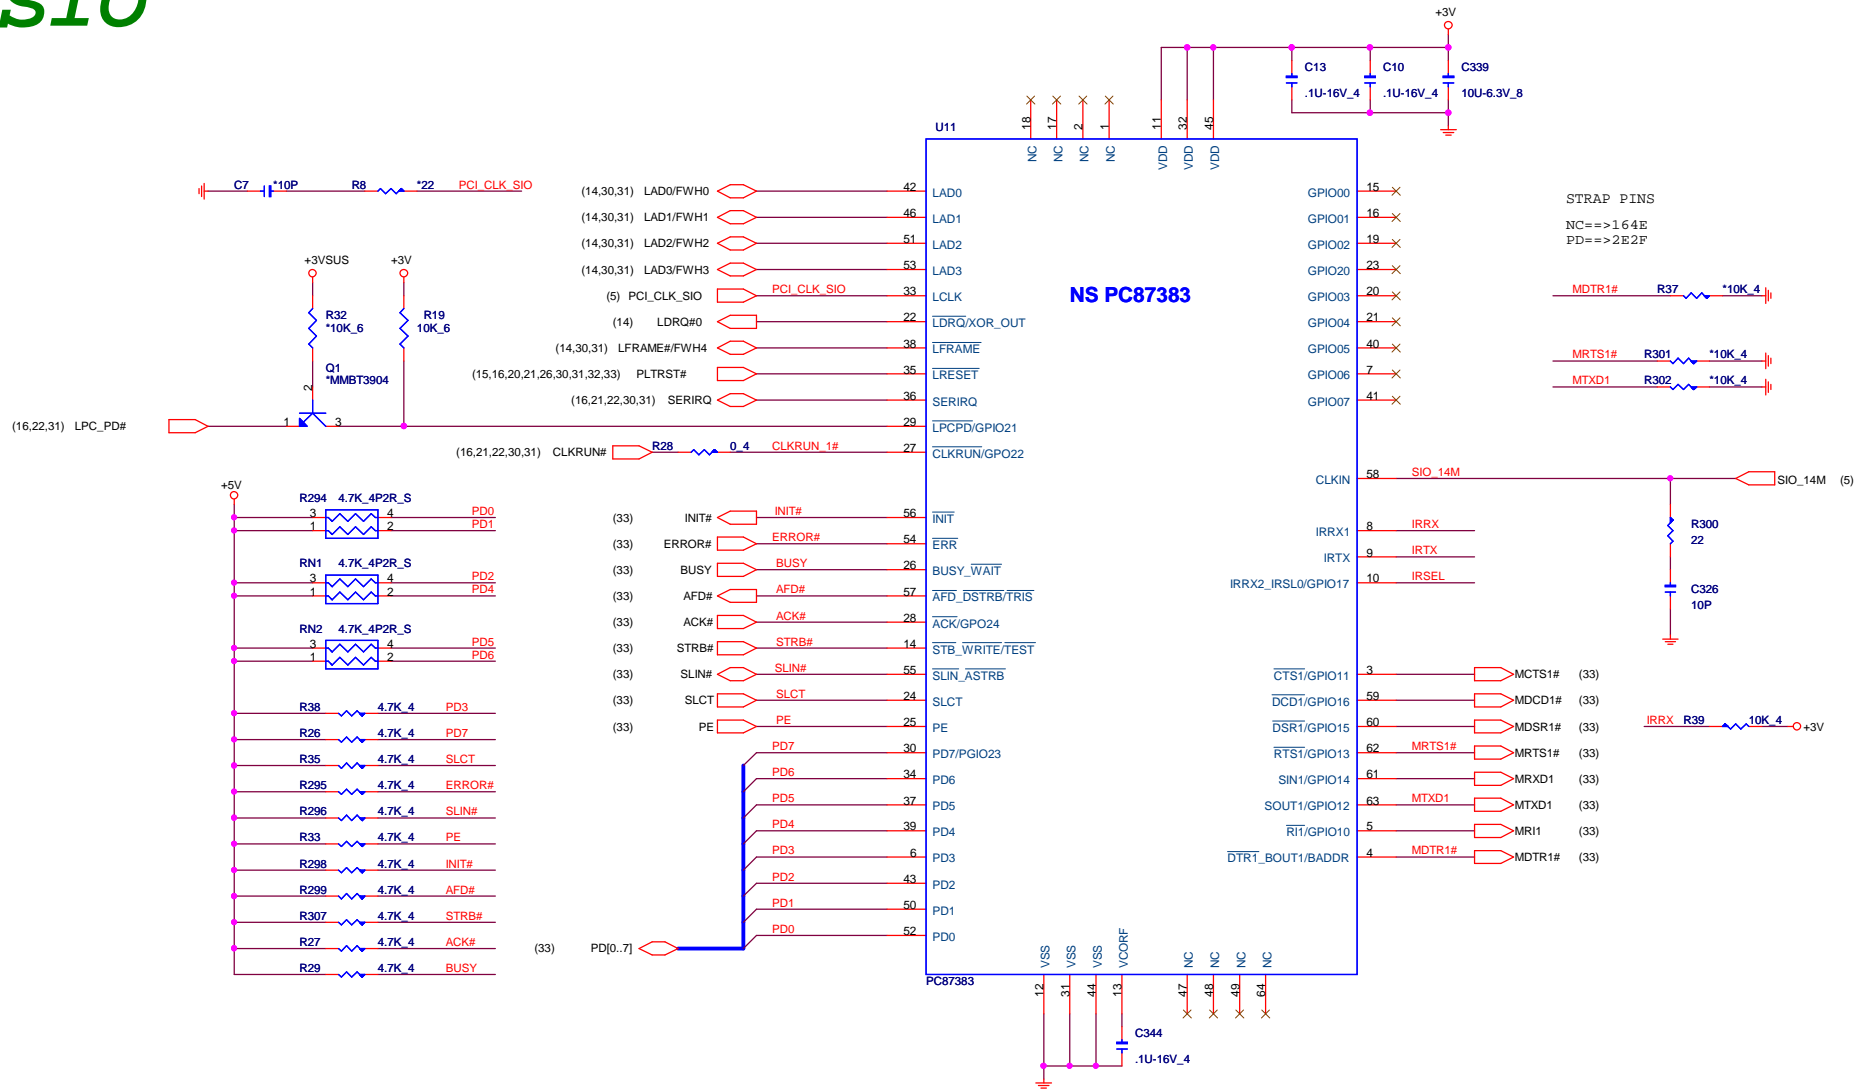 SIO
+3V
C13
.1U-16V_4
C10
.1U-16V_4
C339
10U-6.3V_8
U11
18 17 2 1 11 32 45
NC NC NC NC VDD VDD VDD
C7 *10P R8 *22 PCI_CLK_SIO
(14,30,31) LAD0/FWH0 42 LAD0
(14,30,31) LAD1/FWH1 46 LAD1
(14,30,31) LAD2/FWH2 51 LAD2
(14,30,31) LAD3/FWH3 53 LAD3
(5) PCI_CLK_SIO PCI_CLK_SIO 33 LCLK
(14) LDRQ#0 22 LDRQ/XOR_OUT
(14,30,31) LFRAME#/FWH4 38 LFRAME
(15,16,20,21,26,30,31,32,33) PLTRST# 35 LRESET
(16,21,22,30,31) SERIRQ 36 SERIRQ
29 LPCPD/GPIO21
(16,21,22,30,31) CLKRUN# R28 0_4 CLKRUN_1# 27 CLKRUN/GPO22
NS PC87383
GPIO00 15
GPIO01 16
GPIO02 19
GPIO20 23
GPIO03 20
GPIO04 21
GPIO05 40
GPIO06 7
GPIO07 41
STRAP PINS
NC==>164E
PD==>2E2F
MDTR1# R37 *10K_4
MRTS1# R301 *10K_4
MTXD1 R302 *10K_4
+3VSUS +3V
R32
*10K_6
R19
10K_6
Q1
*MMBT3904
2
(16,22,31) LPC_PD# 1 3
CLKIN 58 SIO_14M SIO_14M (5)
R300
22
C326
10P
IRRX1 8 IRRX
IRTX 9 IRTX
IRRX2_IRSL0/GPIO17 10 IRSEL
+5V
R294 4.7K_4P2R_S
3 4 PD0
1 2 PD1
RN1 4.7K_4P2R_S
3 4 PD2
1 2 PD4
RN2 4.7K_4P2R_S
3 4 PD5
1 2 PD6
R38 4.7K_4 PD3
R26 4.7K_4 PD7
R35 4.7K_4 SLCT
R295 4.7K_4 ERROR#
R296 4.7K_4 SLIN#
R33 4.7K_4 PE
R298 4.7K_4 INIT#
R299 4.7K_4 AFD#
R307 4.7K_4 STRB#
R27 4.7K_4 ACK#
R29 4.7K_4 BUSY
(33) INIT# INIT# 56 INIT
(33) ERROR# ERROR# 54 ERR
(33) BUSY BUSY 26 BUSY_WAIT
(33) AFD# AFD# 57 AFD_DSTRB/TRIS
(33) ACK# ACK# 28 ACK/GPO24
(33) STRB# STRB# 14 STB_WRITE/TEST
(33) SLIN# SLIN# 55 SLIN_ASTRB
(33) SLCT SLCT 24 SLCT
(33) PE PE 25 PE
PD7 30 PD7/PGIO23
PD6 34 PD6
PD5 37 PD5
PD4 39 PD4
PD3 6 PD3
PD2 43 PD2
PD1 50 PD1
PD0 52 PD0
(33) PD[0..7]
CTS1/GPIO11 3 MCTS1# (33)
DCD1/GPIO16 59 MDCD1# (33)
DSR1/GPIO15 60 MDSR1# (33)
RTS1/GPIO13 62 MRTS1# MRTS1# (33)
SIN1/GPIO14 61 MRXD1 (33)
SOUT1/GPIO12 63 MTXD1 MTXD1 (33)
RI1/GPIO10 5 MRI1 (33)
DTR1_BOUT1/BADDR 4 MDTR1# MDTR1# (33)
IRRX R39 10K_4 +3V
VSS VSS VSS VCORF NC NC NC NC
PC87383
12 31 44 13 47 48 49 64
C344
.1U-16V_4